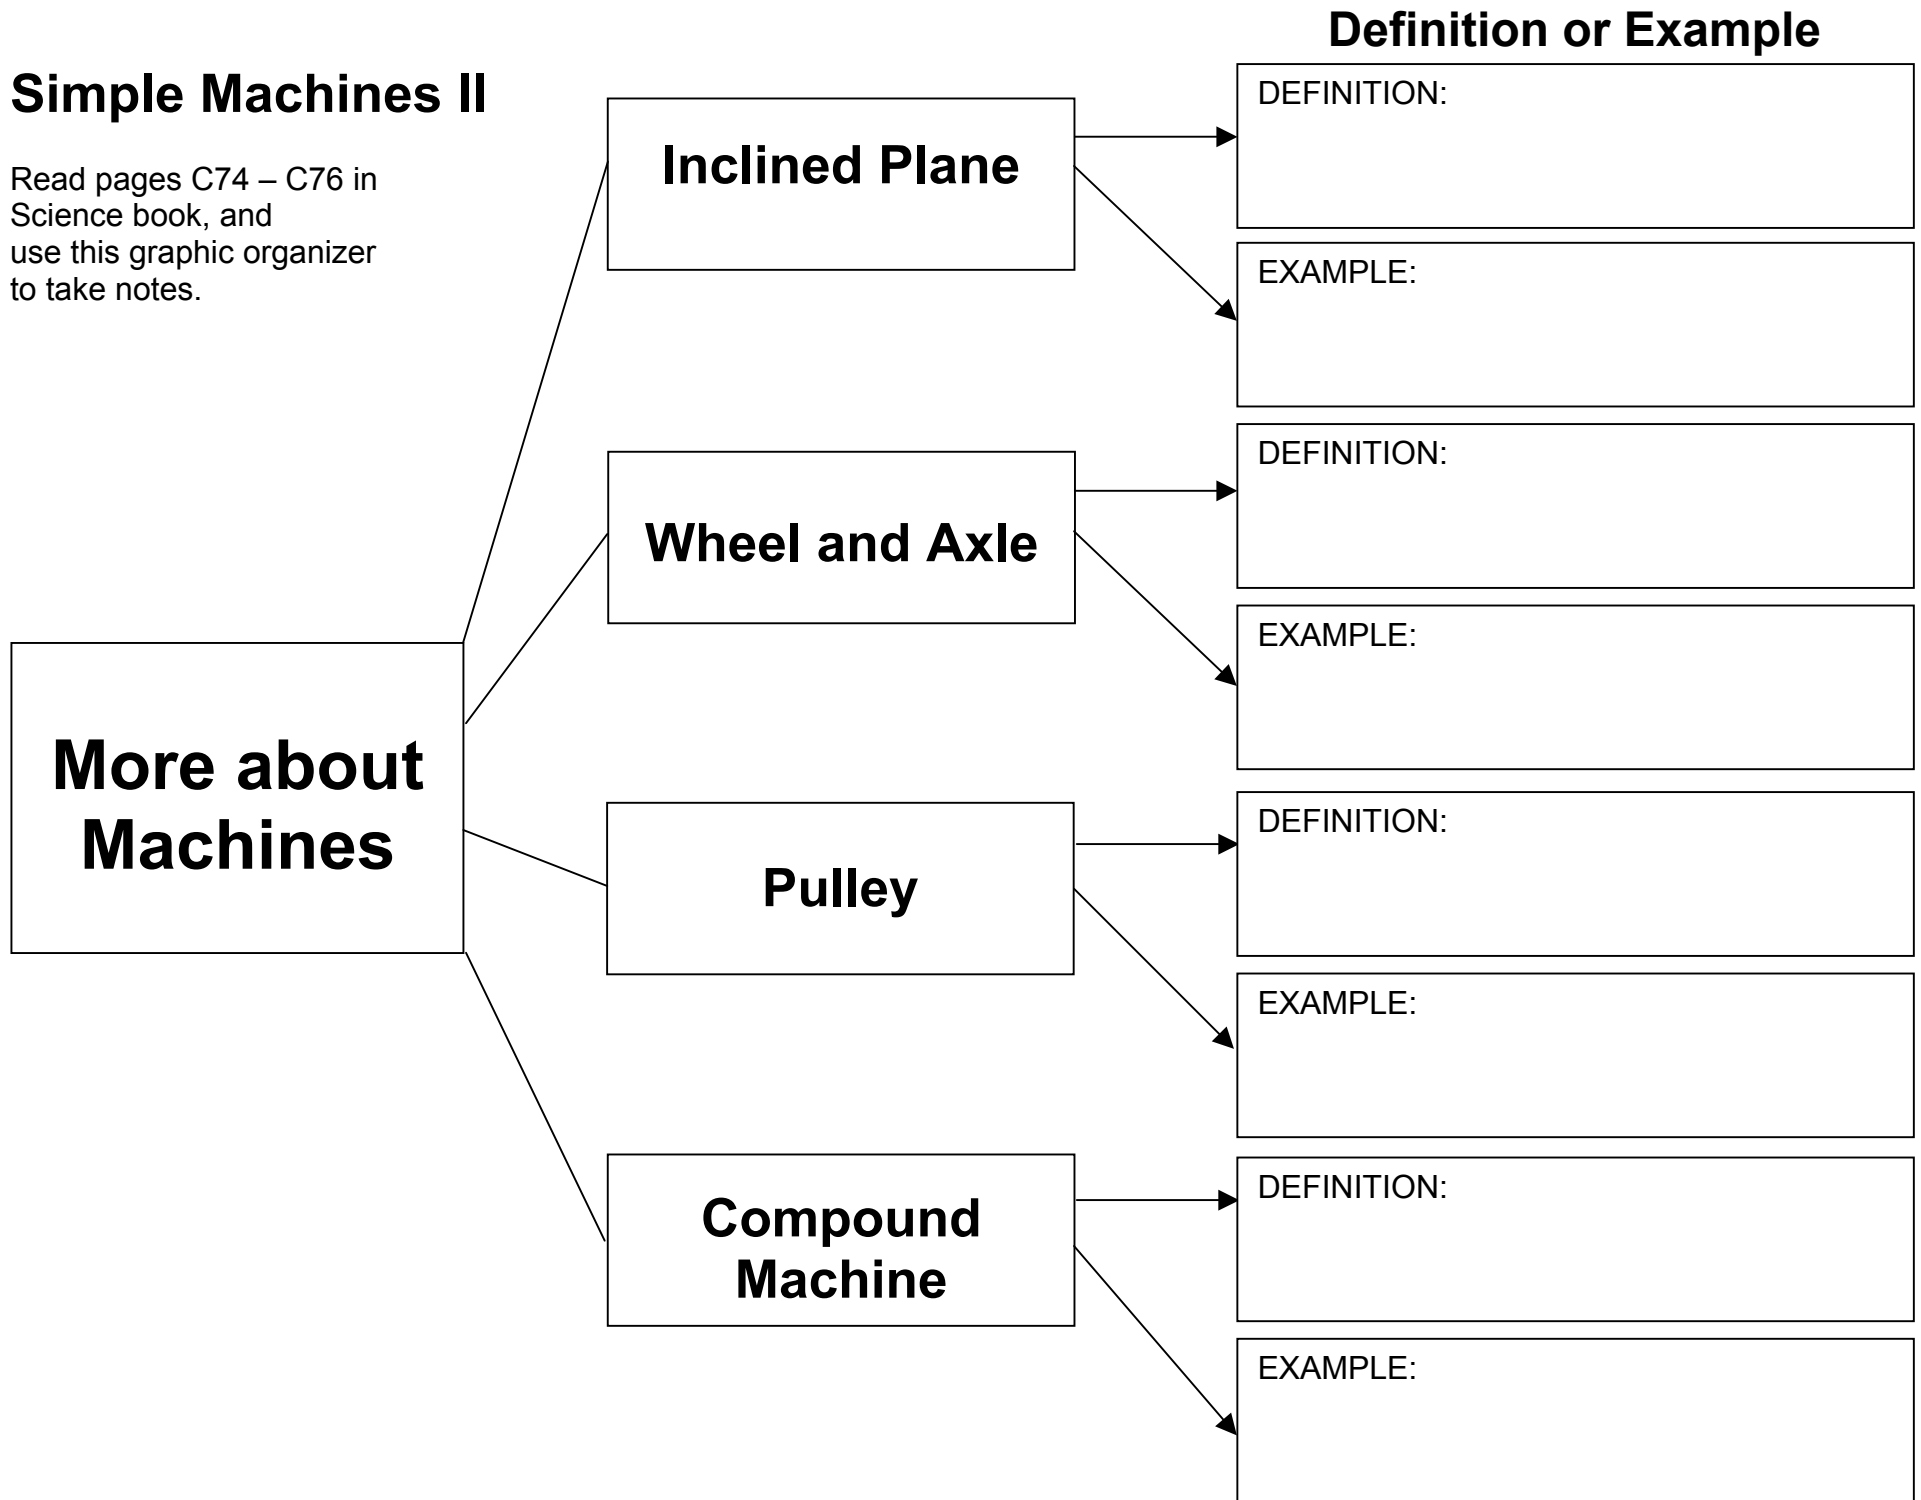 Definition or Example
Simple Machines II
Read pages C74 – C76 in
Science book, and
use this graphic organizer
to take notes.
More about
Machines
Inclined Plane
DEFINITION:
EXAMPLE:
Wheel and Axle
DEFINITION:
EXAMPLE:
Pulley
DEFINITION:
EXAMPLE:
Compound
Machine
DEFINITION:
EXAMPLE: